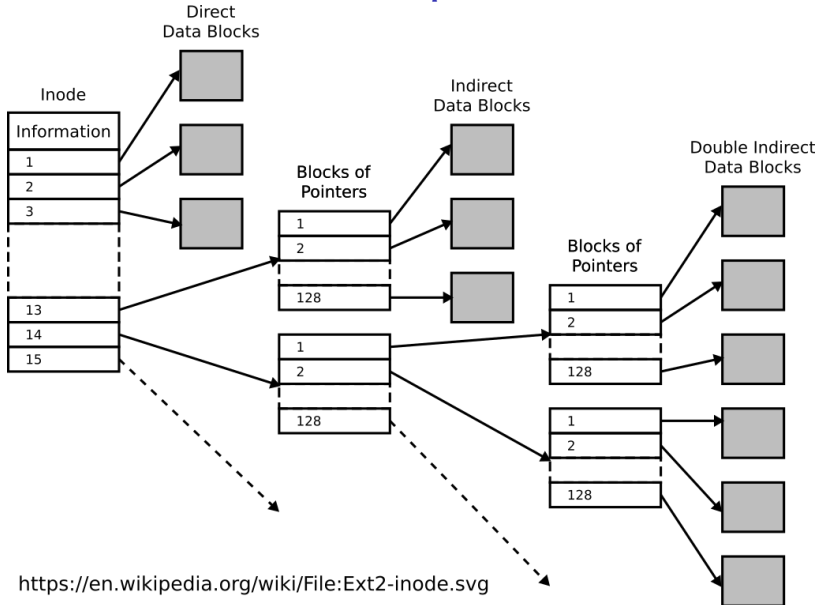 Direct
Data Blocks
Inode
Information
1
2
3
13
14
15
Blocks of
Pointers
1
2
128
1
2
128
Indirect
Data Blocks
Blocks of
Pointers
1
2
128
1
2
128
Double Indirect
Data Blocks
https://en.wikipedia.org/wiki/File:Ext2-inode.svg